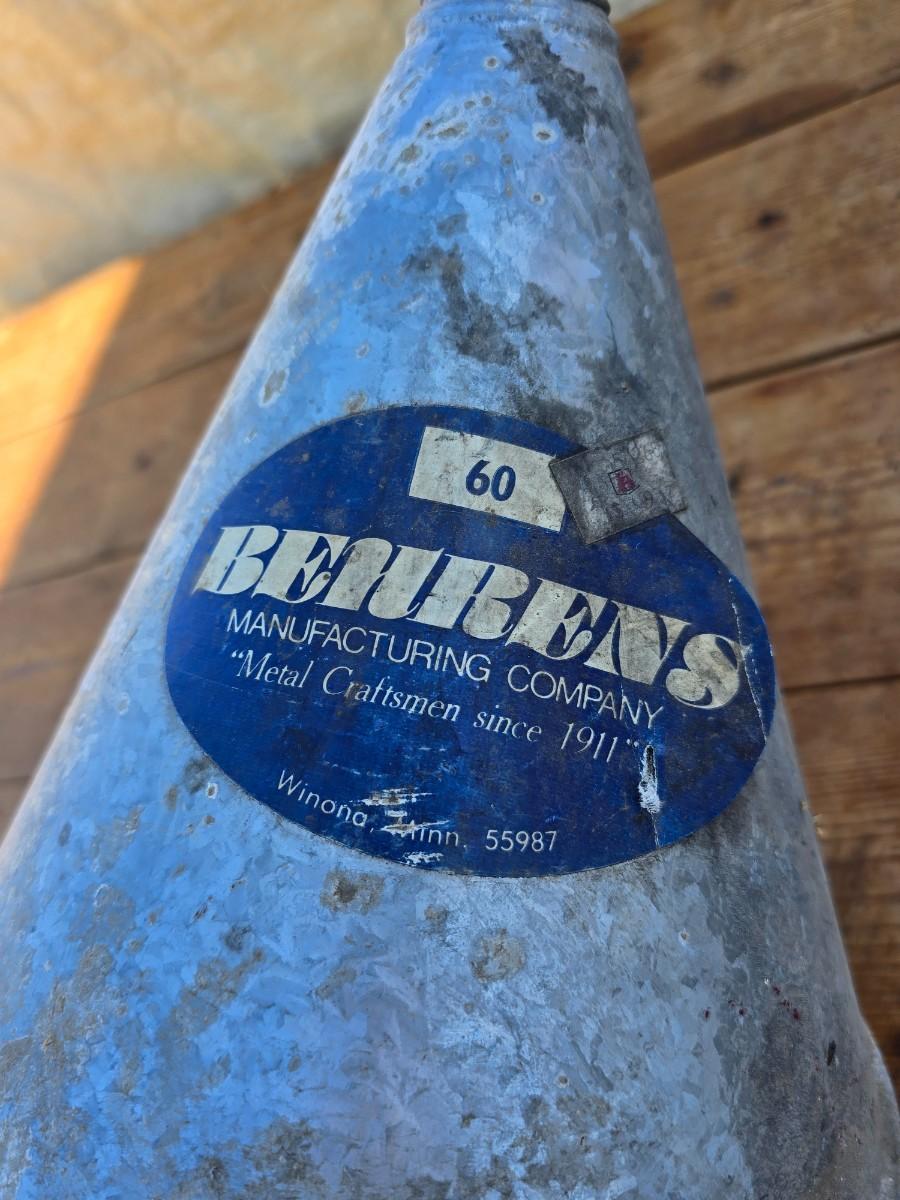 60
BEHRENS
MANUFACTURING COMPANY
"Metal Craftsmen since 1911"
Winona, Minn. 55987